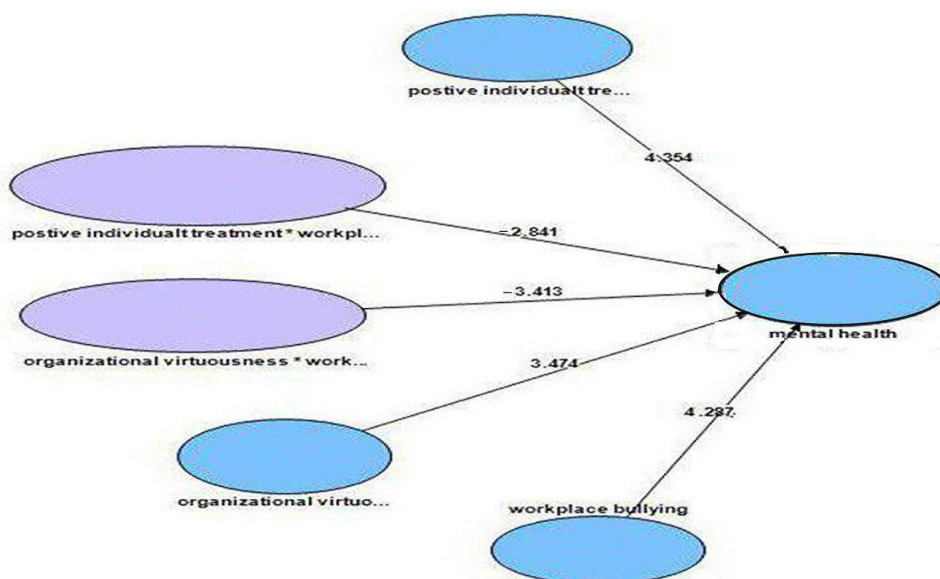 postive individualt tre...
4.354
postive individualt treatment * workpl...
-2.841
-3.413
mental health
organizational virtuousness * work...
3.474
4.287
organizational virtuo...
workplace bullying